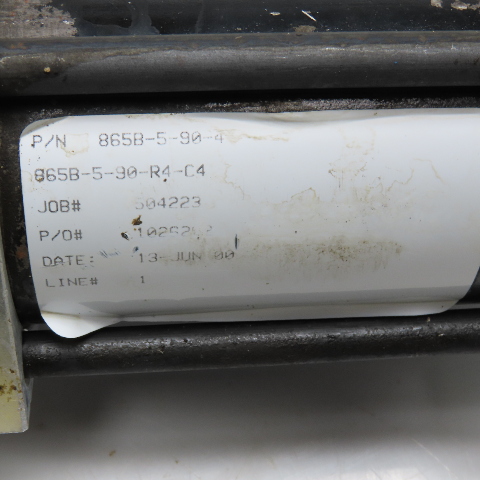 P/N 865B-5-90-4
865B-5-90-R4-C4
JOB# 504223
P/O#
DATE: 13-JUN-00
LINE# 1